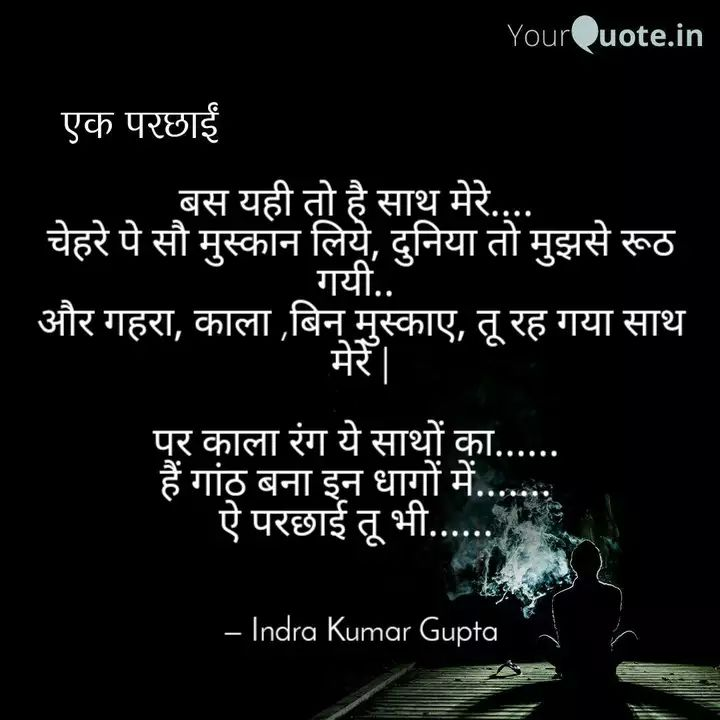 YourQuote.in
एक परछाईं
बस यही तो है साथ मेरे....
चेहरे पे सौ मुस्कान लिये, दुनिया तो मुझसे रूठ
गयी..
और गहरा, काला ,बिन मुस्काए, तू रह गया साथ
मेरे |
पर काला रंग ये साथों का......
हैं गांठ बना इन धागों में.......
ऐ परछाई तू भी......
– Indra Kumar Gupta